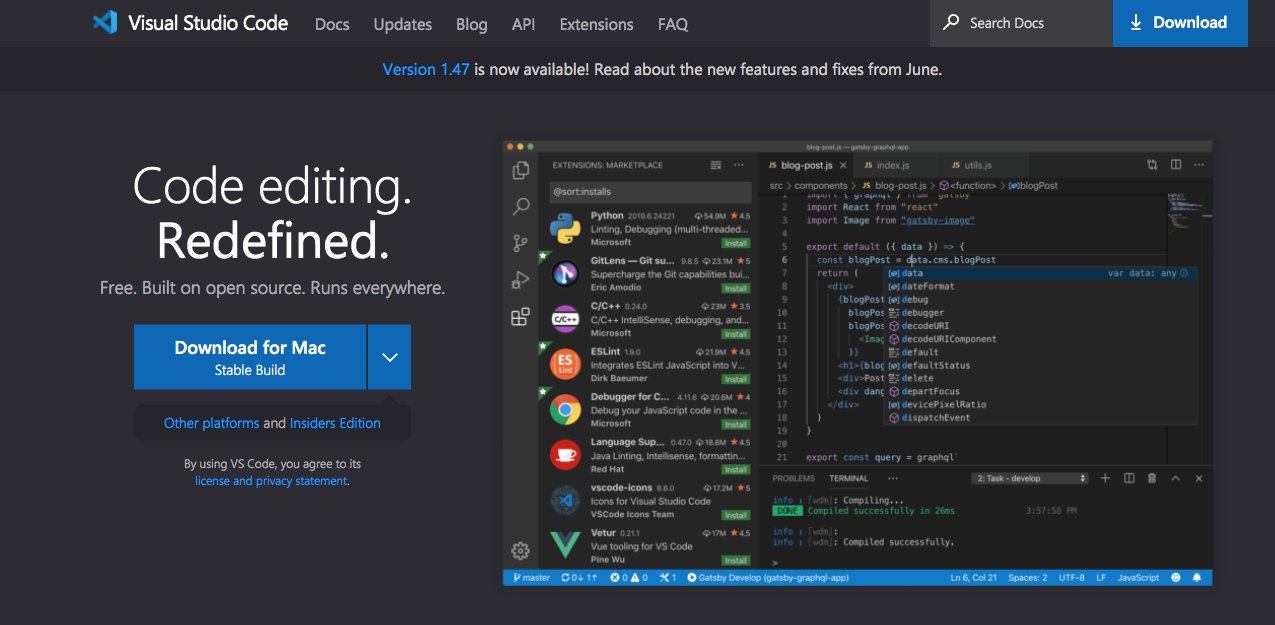 Visual Studio Code Docs Updates Blog API Extensions FAQ Search Docs Download
Version 1.47 is now available! Read about the new features and fixes from June.
Code editing.
Redefined.
Free. Built on open source. Runs everywhere.
Download for Mac
Stable Build
Other platforms and Insiders Edition
By using VS Code, you agree to its
license and privacy statement.
blog-post.js — gatsby-graphql-app
EXTENSIONS: MARKETPLACE
@sort:installs
Python 2019.6.24221 54.9M 4.5
Linting, Debugging (multi-threaded...
Microsoft Install
GitLens — Git su... 9.8.5 23.1M 5
Supercharge the Git capabilities bui...
Eric Amodio Install
C/C++ 0.24.0 23M 3.5
C/C++ IntelliSense, debugging, and...
Microsoft Install
C/C++
ESLint 1.9.0 21.9M 4.5
Integrates ESLint JavaScript into V...
Dirk Baeumer Install
ES
Lint
Debugger for C... 4.11.6 20.6M 4
Debug your JavaScript code in the ...
Microsoft Install
Language Sup... 0.47.0 18.6M 4.5
Java Linting, Intellisense, formattin...
Red Hat Install
vscode-icons 8.8.0 17.2M 5
Icons for Visual Studio Code
VSCode Icons Team Install
Vetur 0.21.1 17M 4.5
Vue tooling for VS Code
Pine Wu Install
JS blog-post.js JS index.js JS utils.js
src > components > JS blog-post.js > <function> > blogPost
1 import { graphql } from "gatsby"
2 import React from "react"
3 import Image from "gatsby-image"
4
5 export default ({ data }) => {
6 const blogPost = data.cms.blogPost
7 return (
8 <div>
9 {blogPost
10 blogPos
11 blogPos
12 <Imag
13 )}
14 <h1>{blog
15 <div>Post
16 <div dang
17 </div>
18 )
19 }
20
21 export const query = graphql`
data var data: any
dateFormat
debug
debugger
decodeURI
decodeURIComponent
default
defaultStatus
delete
departFocus
devicePixelRatio
dispatchEvent
PROBLEMS TERMINAL ... 2: Task - develop
info : [wdm]: Compiling...
DONE Compiled successfully in 26ms 3:57:58 PM
info : [wdm]:
info : [wdm]: Compiled successfully.
>
master 0↓ 1↑ 0 0 1 Gatsby Develop (gatsby-graphql-app) Ln 6, Col 21 Spaces: 2 UTF-8 LF JavaScript